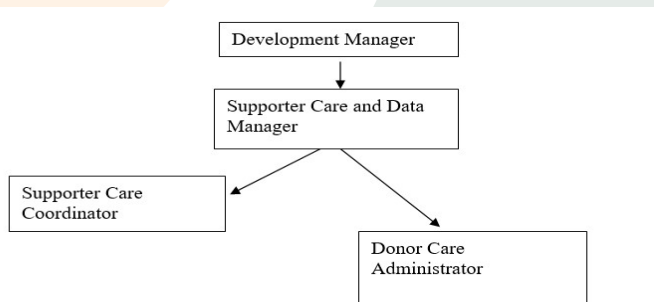 Development Manager
Supporter Care and Data
Manager
Supporter Care
Coordinator
Donor Care
Administrator